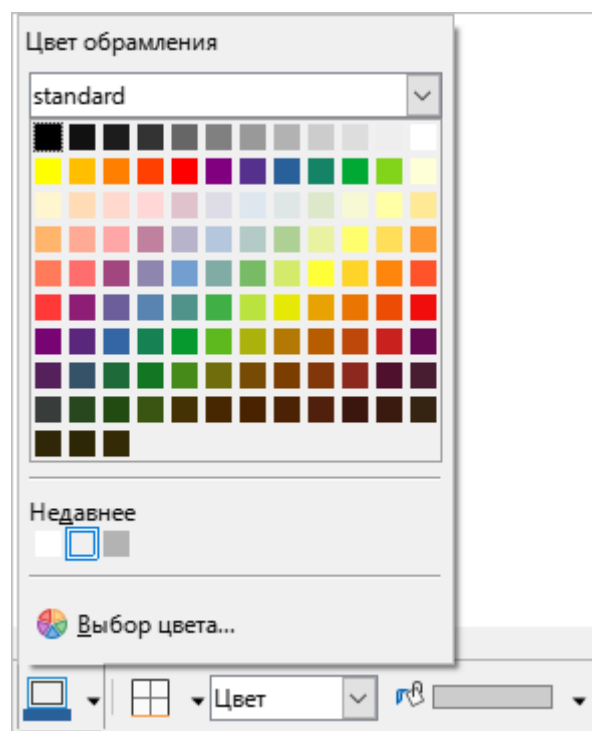 Цвет обрамления
standard
Недавнее
Выбор цвета...
Цвет